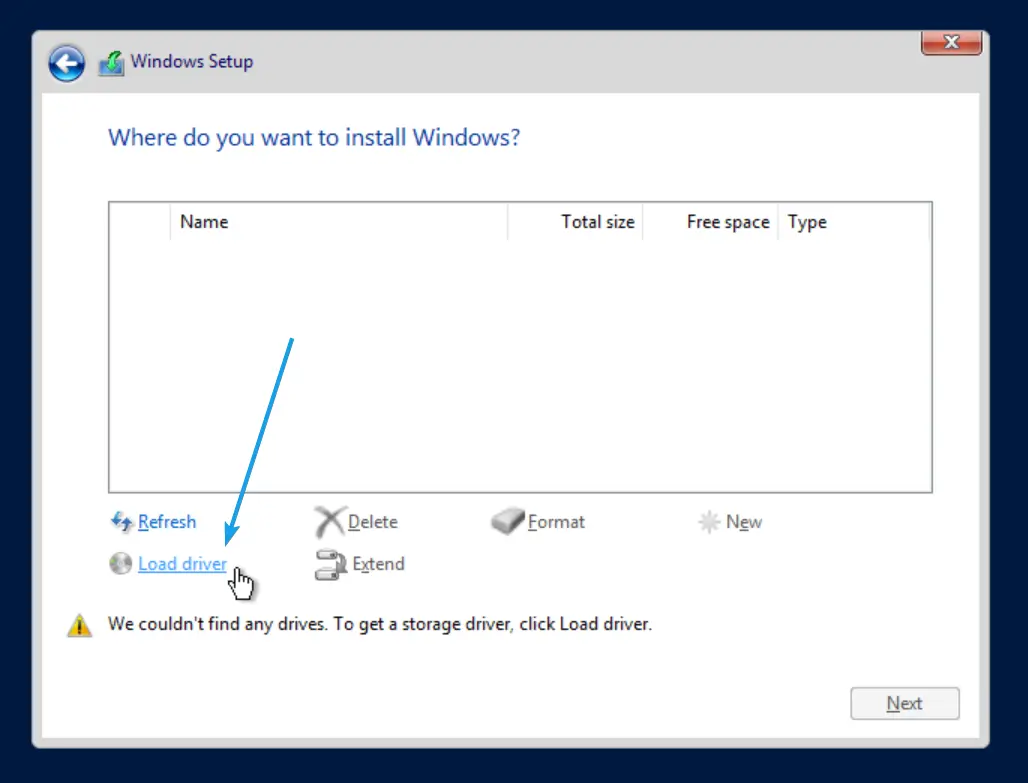 Windows Setup
Where do you want to install Windows?
Name Total size Free space Type
Refresh Delete Format New
Load driver Extend
We couldn't find any drives. To get a storage driver, click Load driver.
Next